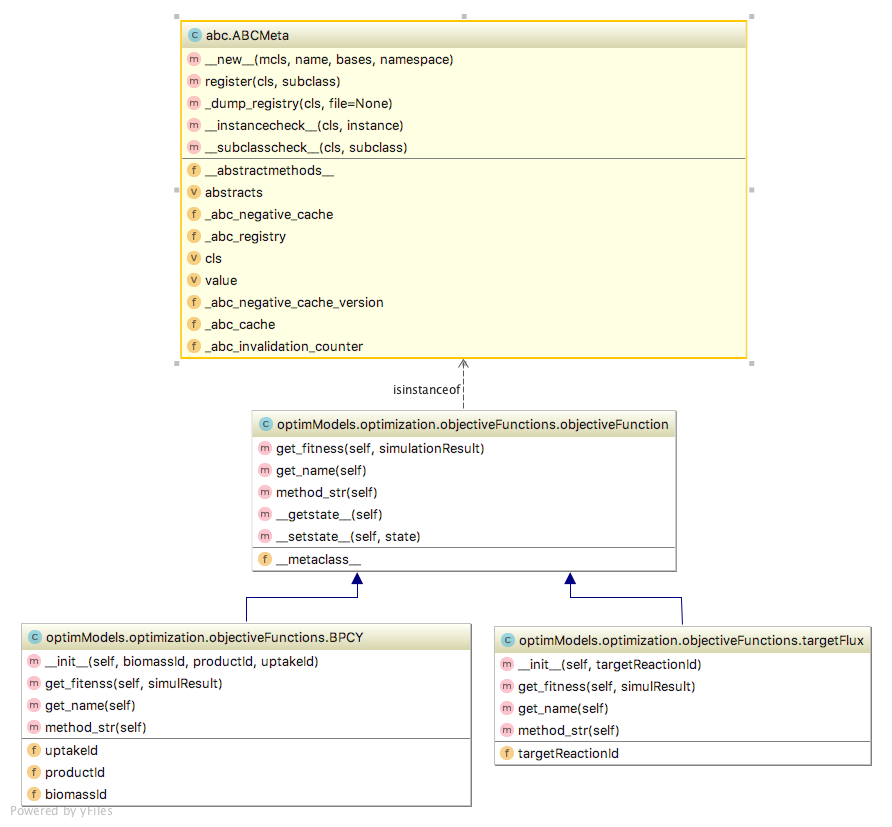 abc.ABCMeta
__new__(mcls, name, bases, namespace)
register(cls, subclass)
_dump_registry(cls, file=None)
__instancecheck__(cls, instance)
__subclasscheck__(cls, subclass)
__abstractmethods__
abstracts
_abc_negative_cache
_abc_registry
cls
value
_abc_negative_cache_version
_abc_cache
_abc_invalidation_counter
isinstanceof
optimModels.optimization.objectiveFunctions.objectiveFunction
get_fitness(self, simulationResult)
get_name(self)
method_str(self)
__getstate__(self)
__setstate__(self, state)
__metaclass__
optimModels.optimization.objectiveFunctions.BPCY
__init__(self, biomassId, productId, uptakeId)
get_fitenss(self, simulResult)
get_name(self)
method_str(self)
uptakeId
productId
biomassId
optimModels.optimization.objectiveFunctions.targetFlux
__init__(self, targetReactionId)
get_fitness(self, simulResult)
get_name(self)
method_str(self)
targetReactionId
Powered by yFiles